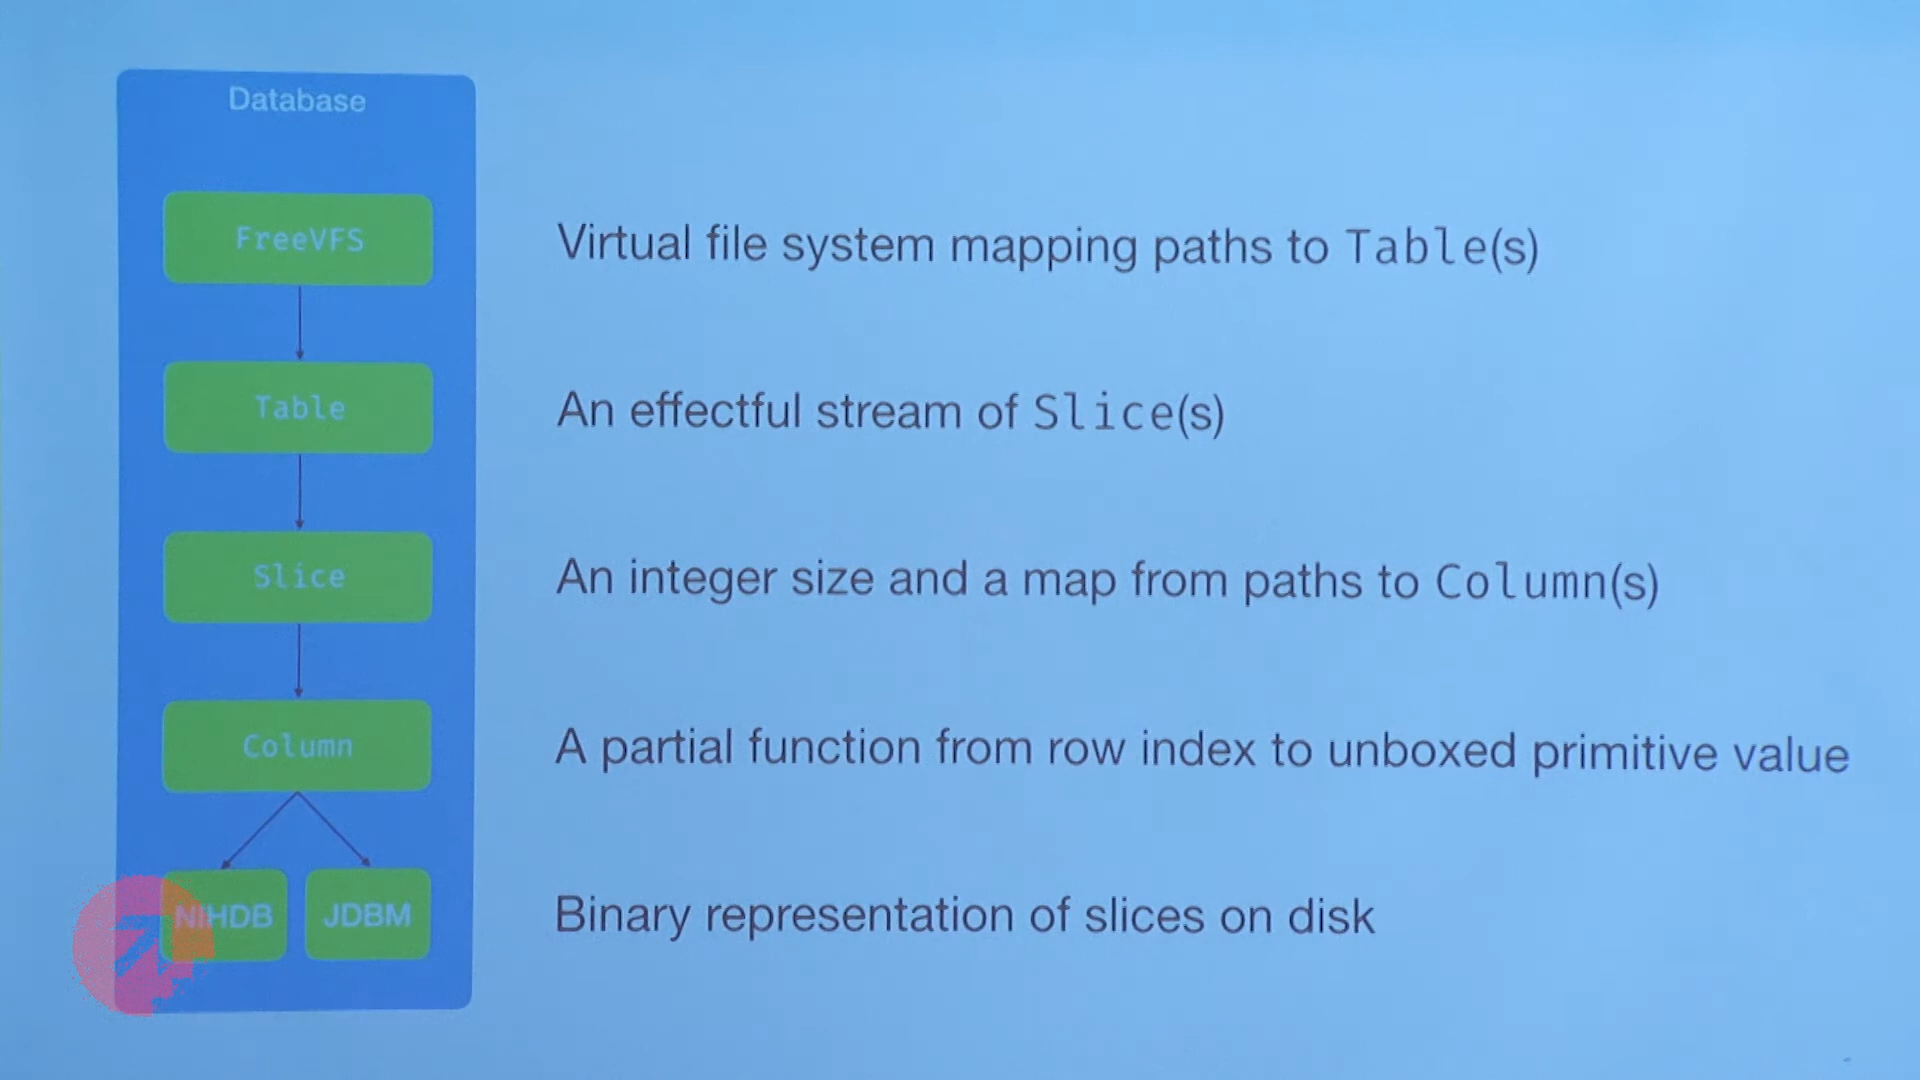 Database
FreeVFS
Virtual file system mapping paths to Table(s)
Table
An effectful stream of Slice(s)
Slice
An integer size and a map from paths to Column(s)
Column
A partial function from row index to unboxed primitive value
NIHDB
JDBM
Binary representation of slices on disk